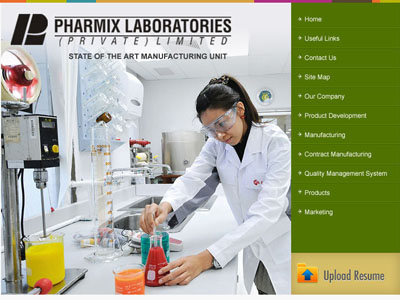 PHARMIX LABORATORIES
(PRIVATE) LIMITED
STATE OF THE ART MANUFACTURING UNIT
Home
Useful Links
Contact Us
Site Map
Our Company
Product Development
Manufacturing
Contract Manufacturing
Quality Management System
Products
Marketing
Upload Resume